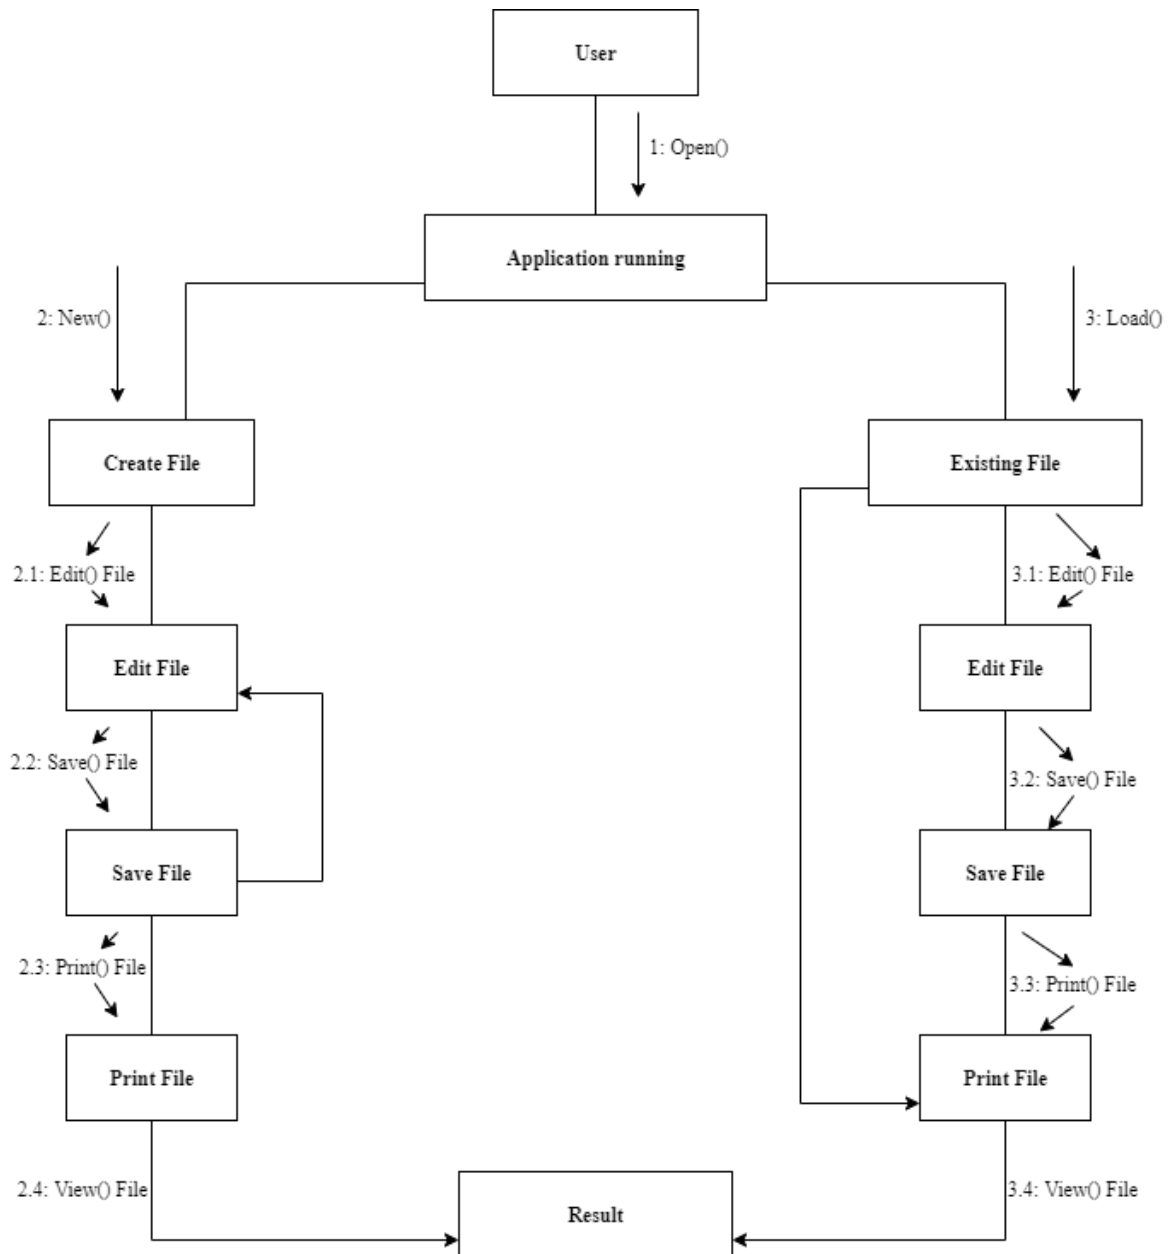 User
1: Open()
Application running
2: New()
3: Load()
Create File
Existing File
2.1: Edit() File
3.1: Edit() File
Edit File
Edit File
2.2: Save() File
3.2: Save() File
Save File
Save File
2.3: Print() File
3.3: Print() File
Print File
Print File
2.4: View() File
3.4: View() File
Result